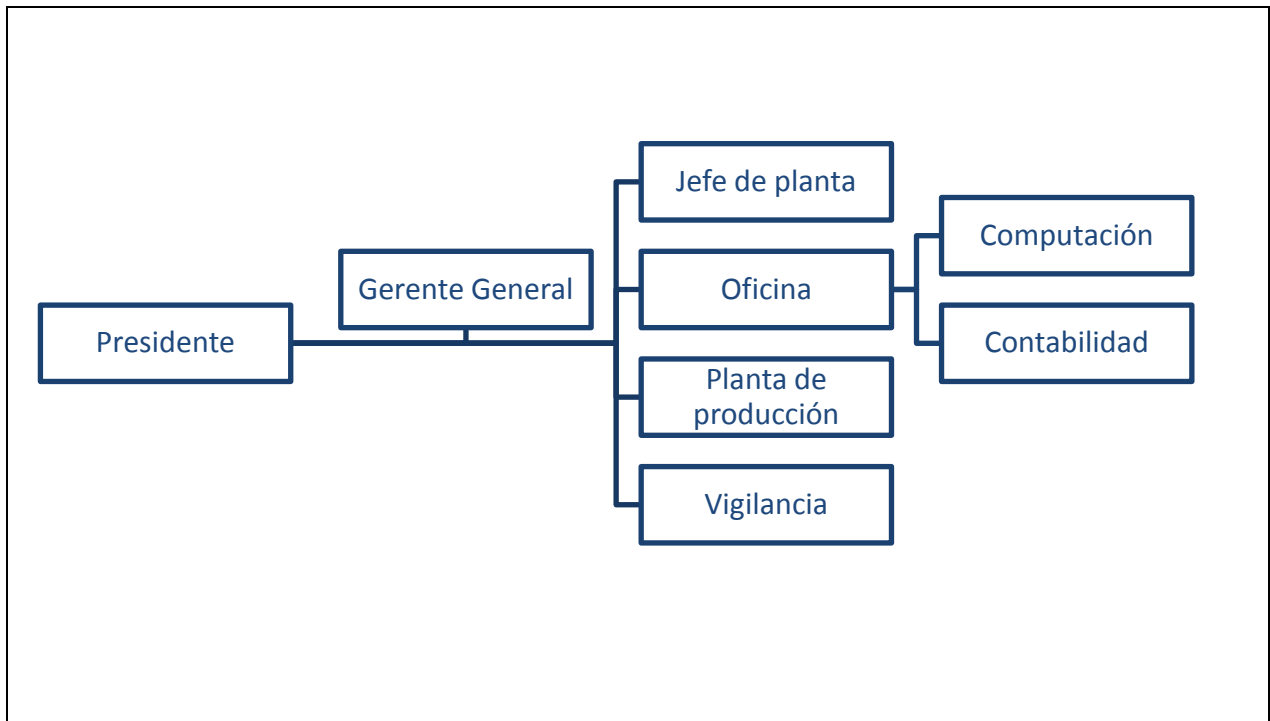 Presidente
Gerente General
Jefe de planta
Oficina
Planta de
producción
Vigilancia
Computación
Contabilidad